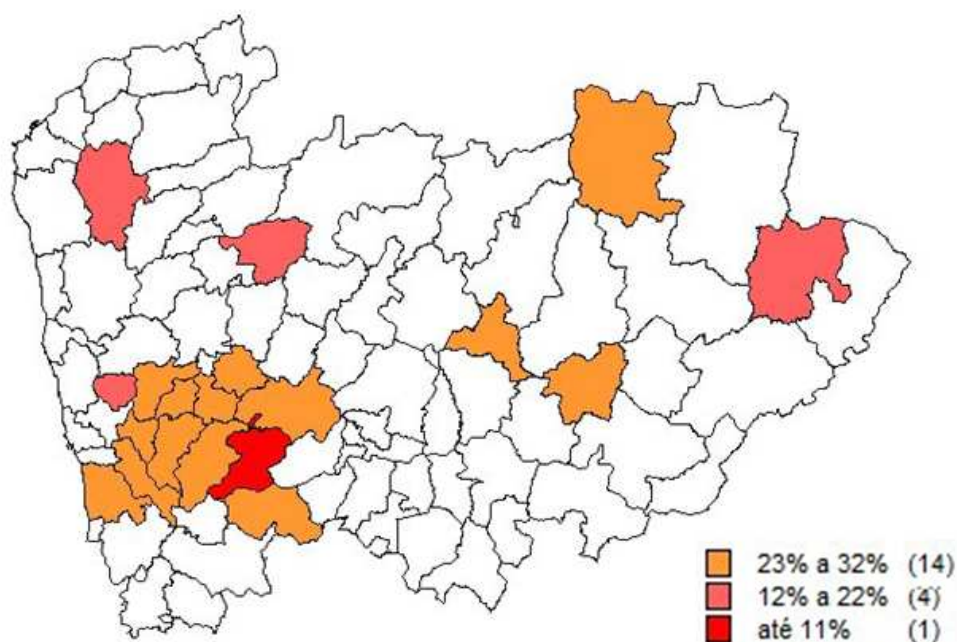 23% a 32% (14)
12% a 22% (4)
até 11% (1)